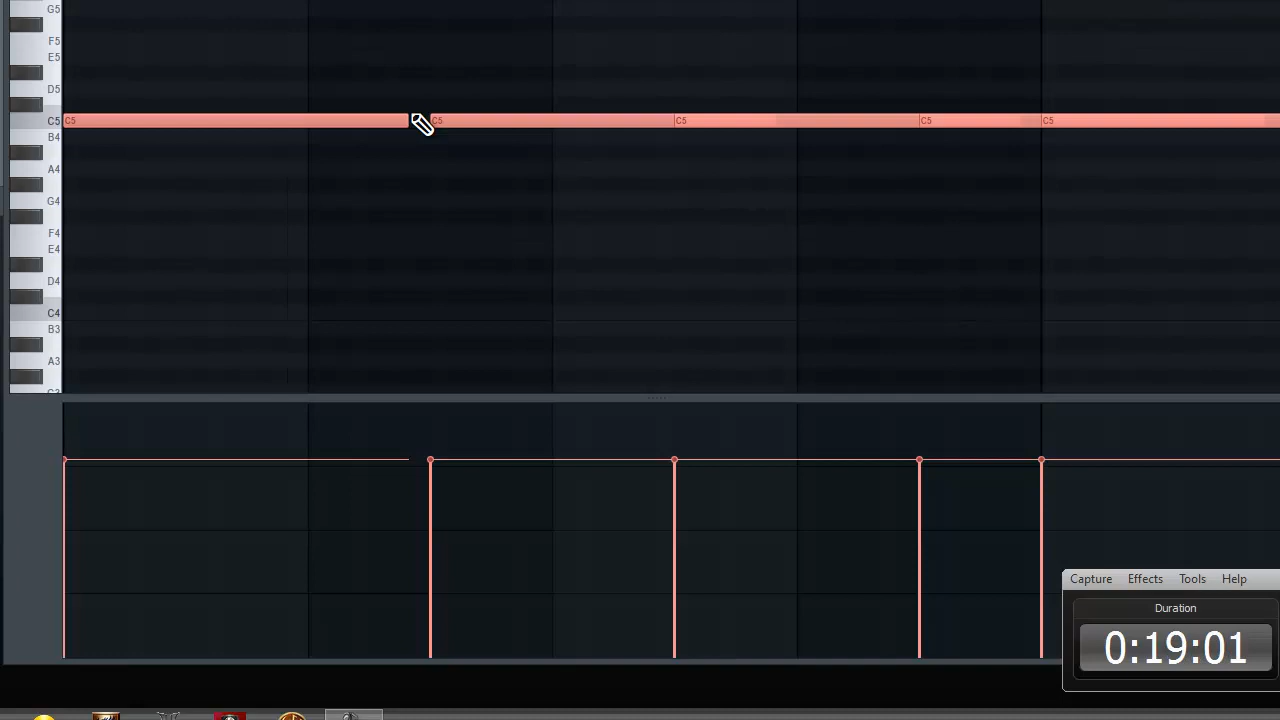 G5
F5
E5
D5
C5 C5 C5 C5 C5 C5
B4
A4
G4
F4
E4
D4
C4
B3
A3
Capture Effects Tools Help
Duration
0:19:01